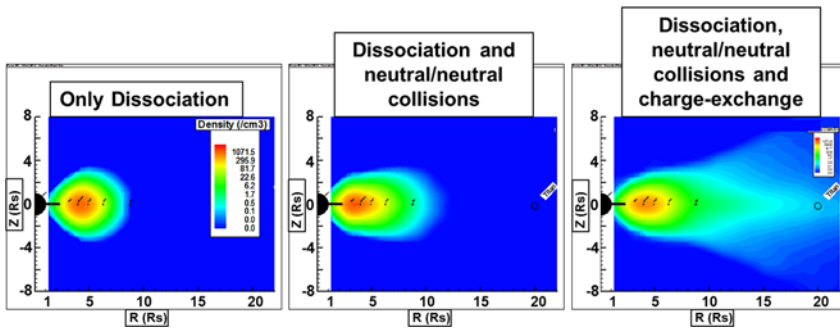 Only Dissociation
Density (/cm3)
1071.5
295.9
81.7
22.6
6.2
1.7
0.5
0.1
0.0
0.0
8
4
0
-4
-8
Z (Rs)
1
5
10
15
20
R (Rs)
Dissociation and
neutral/neutral
collisions
8
4
0
-4
-8
Z (Rs)
Titan
1
5
10
15
20
R (Rs)
Dissociation,
neutral/neutral
collisions and
charge-exchange
8
4
0
-4
-8
Z (Rs)
Titan
1
5
10
15
20
R (Rs)